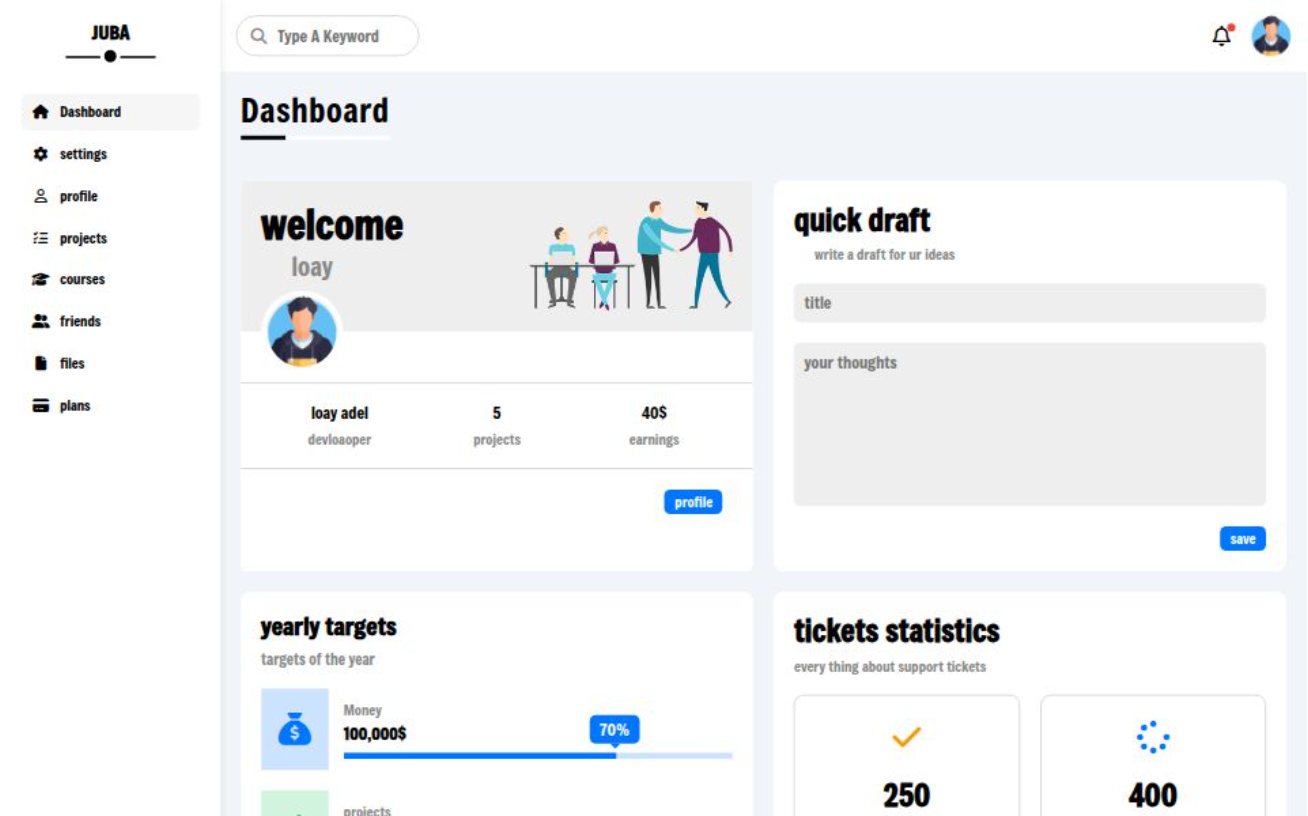 JUBA
Type A Keyword
Dashboard
settings
profile
projects
courses
friends
files
plans
Dashboard
welcome
loay
loay adel
devloaoper
5
projects
40$
earnings
profile
quick draft
write a draft for ur ideas
title
your thoughts
save
yearly targets
targets of the year
$
Money
100,000$
70%
projects
tickets statistics
every thing about support tickets
250
400